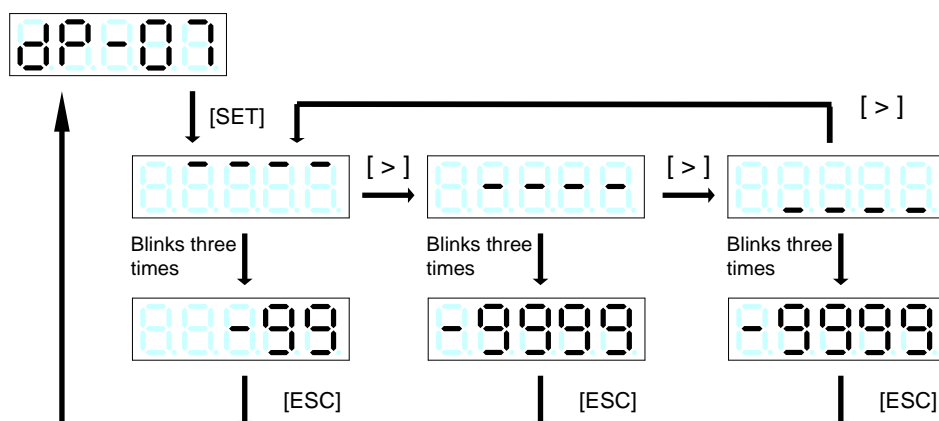 dP-07
[SET]
[ > ]
- - - -
[ > ]
- - - -
[ > ]
_ _ _ _
Blinks three
times
Blinks three
times
Blinks three
times
-99
-9999
-9999
[ESC]
[ESC]
[ESC]